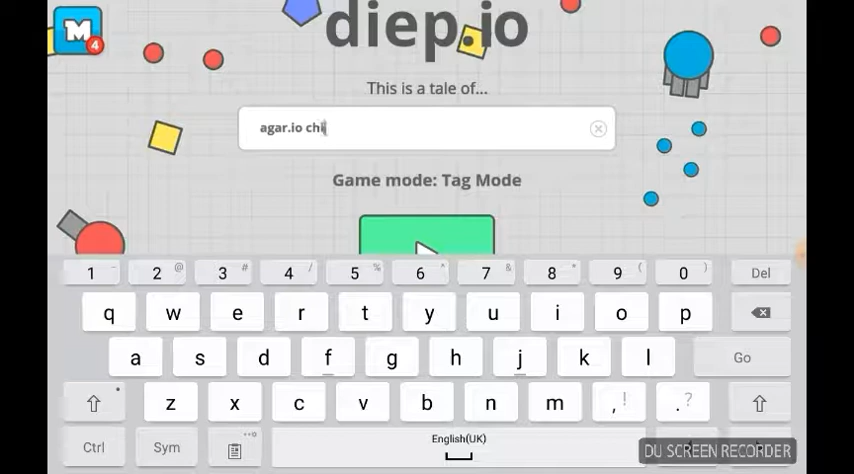 M
4
diep.io
This is a tale of...
agar.io chi
Game mode: Tag Mode
1 - 2 @ 3 # 4 / 5 % 6 ^ 7 & 8 * 9 ( 0 ) Del
q w e r t y u i o p
a s d f g h j k l Go
z x c v b n m , ! . ?
Ctrl Sym English(UK)
DU SCREEN RECORDER